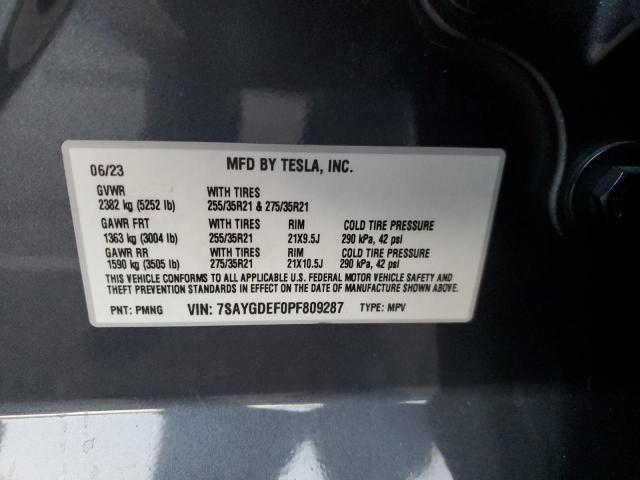 06/23 MFD BY TESLA, INC.
GVWR WITH TIRES
2382 kg (5252 lb) 255/35R21 & 275/35R21
GAWR FRT WITH TIRES RIM COLD TIRE PRESSURE
1363 kg (3004 lb) 255/35R21 21X9.5J 290 kPa, 42 psi
GAWR RR WITH TIRES RIM COLD TIRE PRESSURE
1590 kg (3505 lb) 275/35R21 21X10.5J 290 kPa, 42 psi
THIS VEHICLE CONFORMS TO ALL APPLICABLE U.S. FEDERAL MOTOR VEHICLE SAFETY AND
THEFT PREVENTION STANDARDS IN EFFECT ON THE DATE OF MANUFACTURE SHOWN ABOVE.
PNT: PMNG VIN: 7SAYGDEF0PF809287 TYPE: MPV